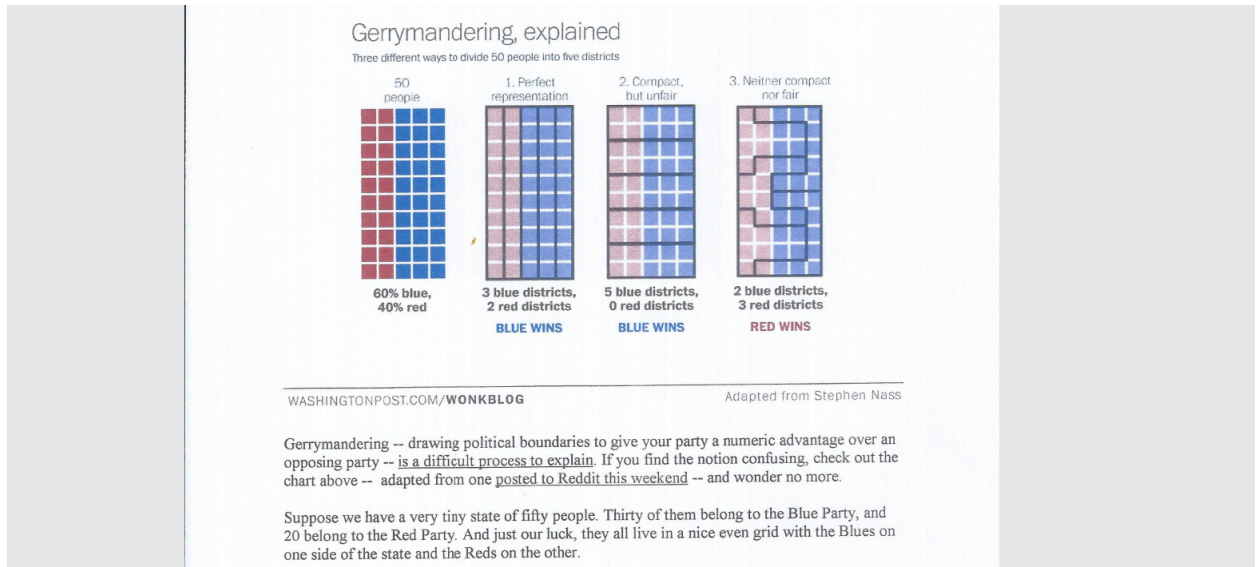 Gerrymandering, explained
Three different ways to divide 50 people into five districts
50
people
1. Perfect
representation
2. Compact,
but unfair
3. Neither compact
nor fair
60% blue,
40% red
3 blue districts,
2 red districts
BLUE WINS
5 blue districts,
0 red districts
BLUE WINS
2 blue districts,
3 red districts
RED WINS
WASHINGTONPOST.COM/WONKBLOG
Adapted from Stephen Nass
Gerrymandering -- drawing political boundaries to give your party a numeric advantage over an
opposing party -- is a difficult process to explain. If you find the notion confusing, check out the
chart above -- adapted from one posted to Reddit this weekend -- and wonder no more.
Suppose we have a very tiny state of fifty people. Thirty of them belong to the Blue Party, and
20 belong to the Red Party. And just our luck, they all live in a nice even grid with the Blues on
one side of the state and the Reds on the other.